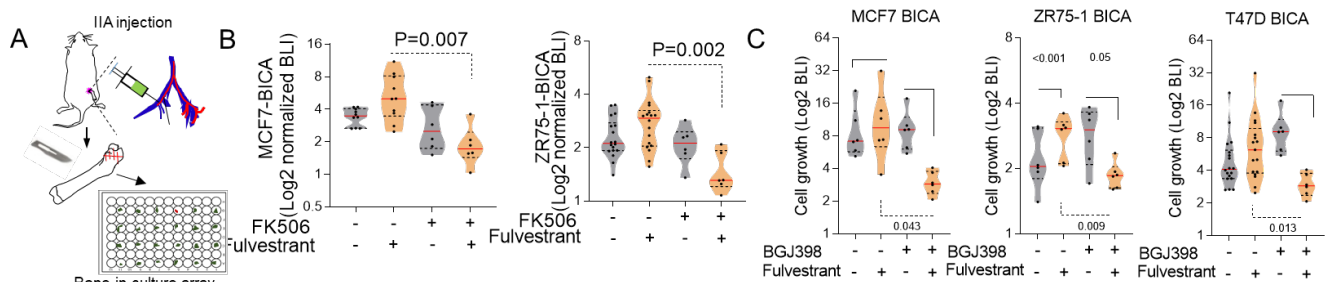 A
IIA injection
Bone-in culture array
B
MCF7-BICA
(Log2 normalized BLI)
16
8
4
2
1
0.5
P=0.007
FK506 - - + +
Fulvestrant - + - +
ZR75-1-BICA
(Log2 normalized BLI)
8
4
2
1
P=0.002
FK506 - - + +
Fulvestrant - + - +
C
MCF7 BICA
Cell growth (Log2 BLI)
64
32
16
8
4
2
1
0.043
BGJ398 - - + +
Fulvestrant - + - +
ZR75-1 BICA
Cell growth (Log2 BLI)
8
4
2
1
<0.001
0.05
0.009
BGJ398 - - + +
Fulvestrant - + - +
T47D BICA
Cell growth (Log2 BLI)
64
32
16
8
4
2
1
0.013
BGJ398 - - + +
Fulvestrant - + - +